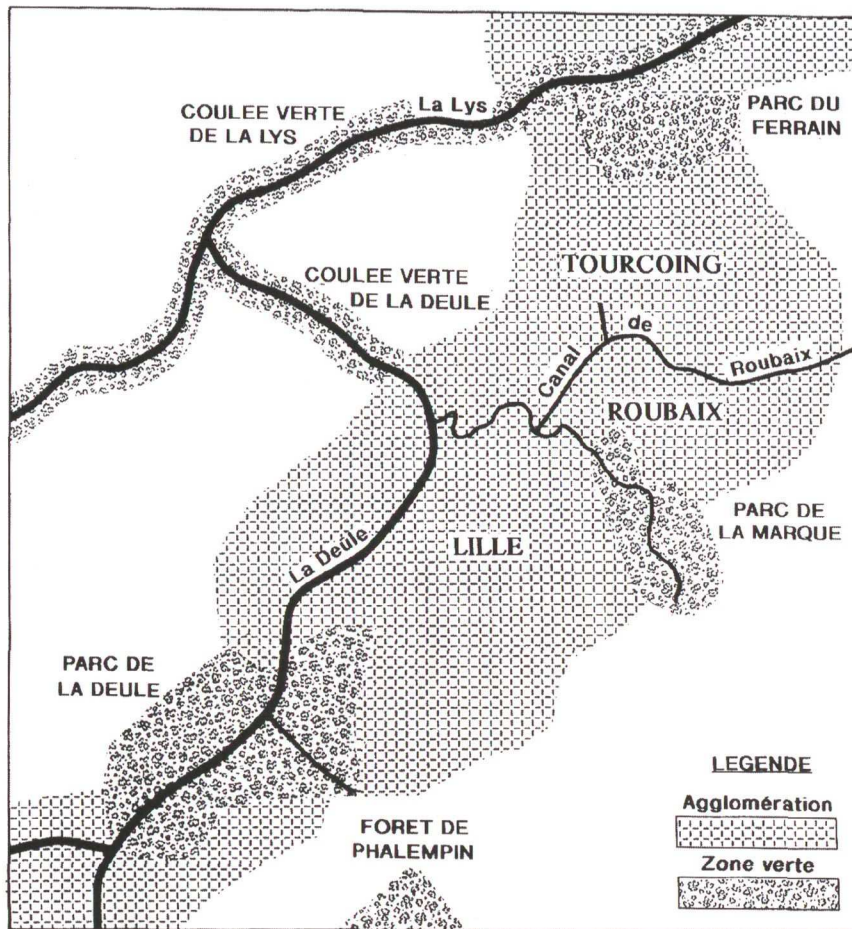 La Lys
COULEE VERTE
DE LA LYS
PARC DU
FERRAIN
COULEE VERTE
DE LA DEULE
TOURCOING
Canal de Roubaix
ROUBAIX
PARC DE
LA MARQUE
LILLE
La Deûle
PARC DE
LA DEULE
FORET DE
PHALEMPIN
LEGENDE
Agglomération
Zone verte